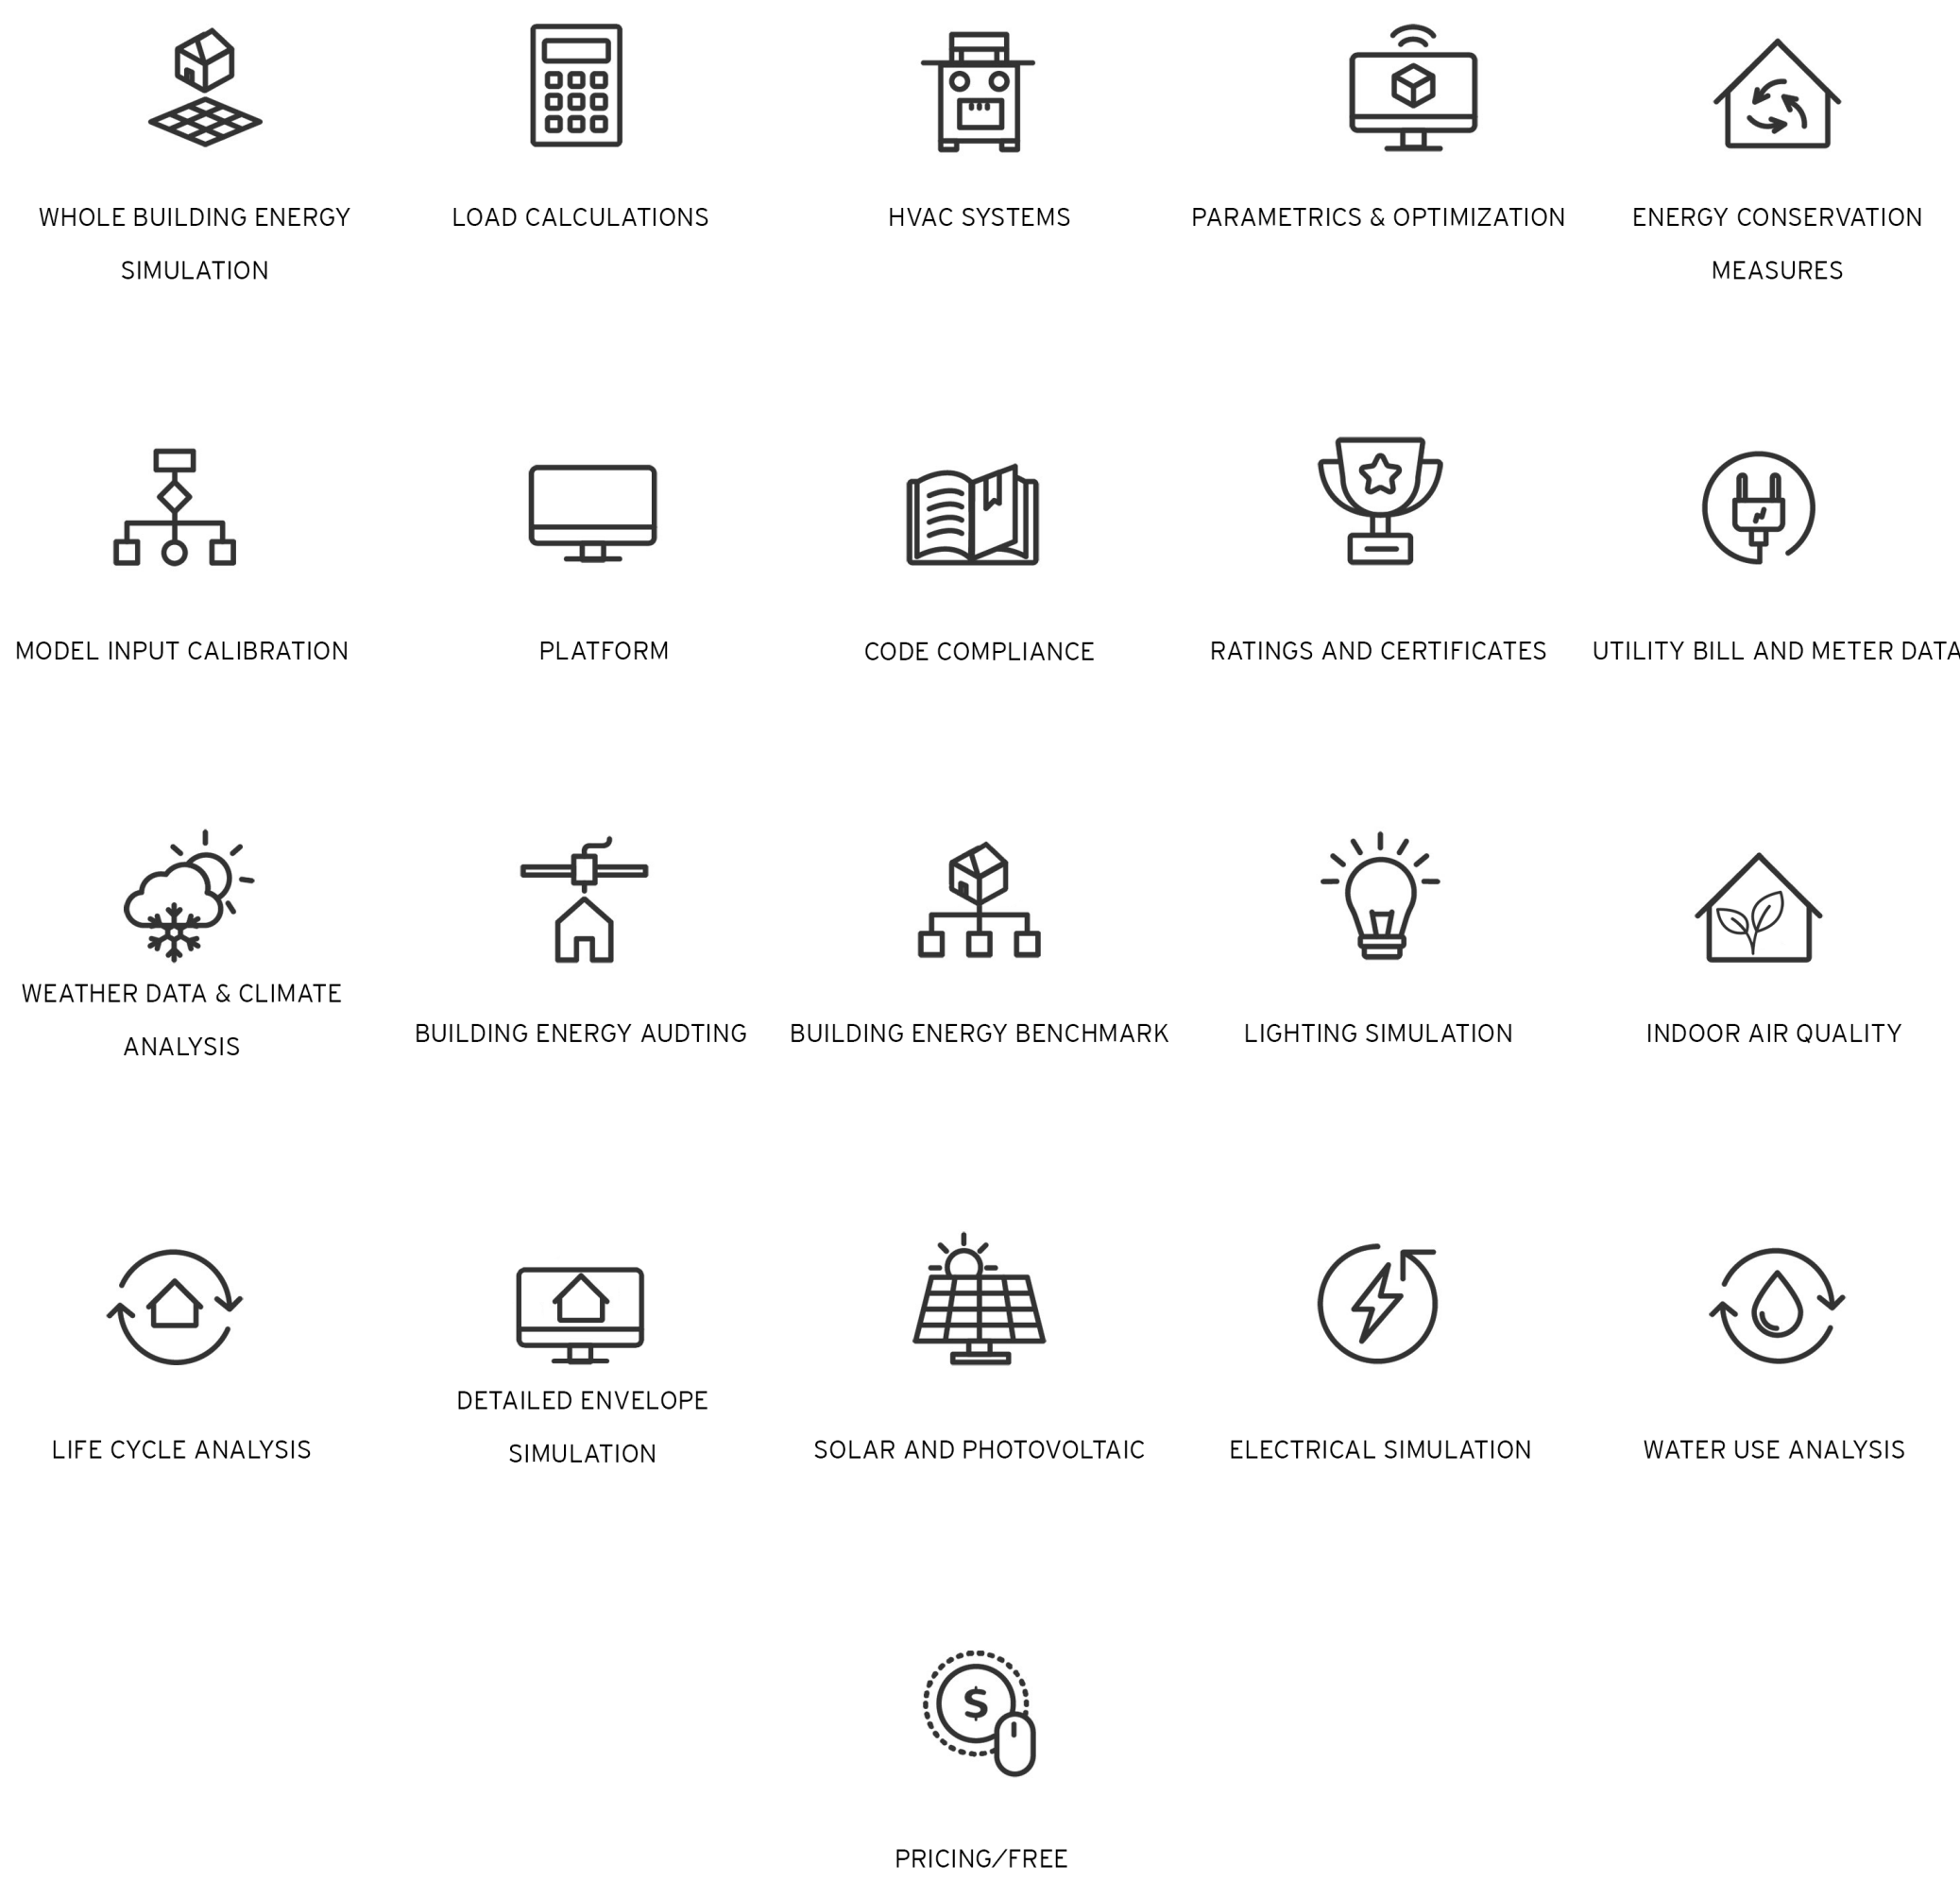 WHOLE BUILDING ENERGY
SIMULATION
LOAD CALCULATIONS
HVAC SYSTEMS
PARAMETRICS & OPTIMIZATION
ENERGY CONSERVATION
MEASURES
MODEL INPUT CALIBRATION
PLATFORM
CODE COMPLIANCE
RATINGS AND CERTIFICATES
UTILITY BILL AND METER DATA
WEATHER DATA & CLIMATE
ANALYSIS
BUILDING ENERGY AUDTING
BUILDING ENERGY BENCHMARK
LIGHTING SIMULATION
INDOOR AIR QUALITY
LIFE CYCLE ANALYSIS
DETAILED ENVELOPE
SIMULATION
SOLAR AND PHOTOVOLTAIC
ELECTRICAL SIMULATION
WATER USE ANALYSIS
$
PRICING/FREE